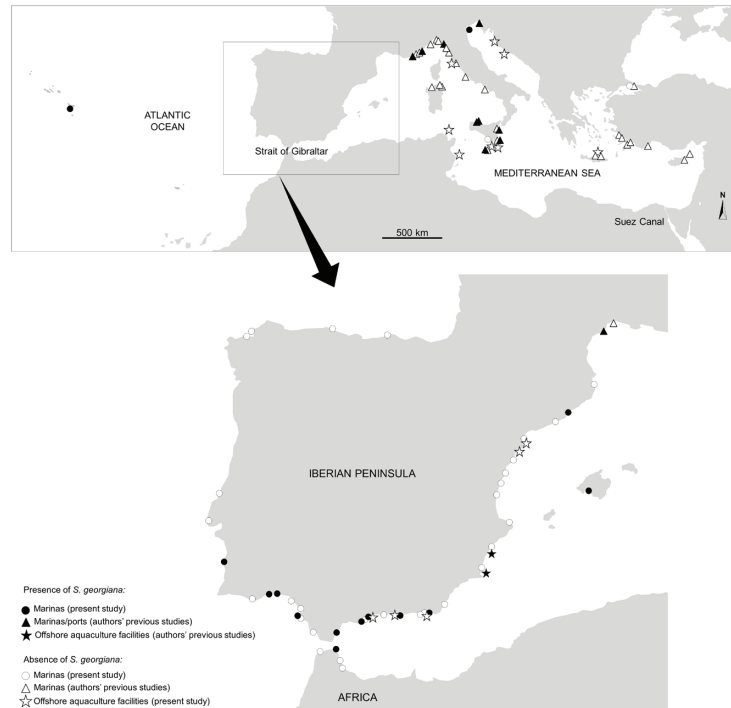 ATLANTIC
OCEAN
Strait of Gibraltar
MEDITERRANEAN SEA
N
Suez Canal
500 km
IBERIAN PENINSULA
AFRICA
Presence of S. georgiana:
Marinas (present study)
Marinas/ports (authors' previous studies)
Offshore aquaculture facilities (authors' previous studies)
Absence of S. georgiana:
Marinas (present study)
Marinas (authors' previous studies)
Offshore aquaculture facilities (present study)